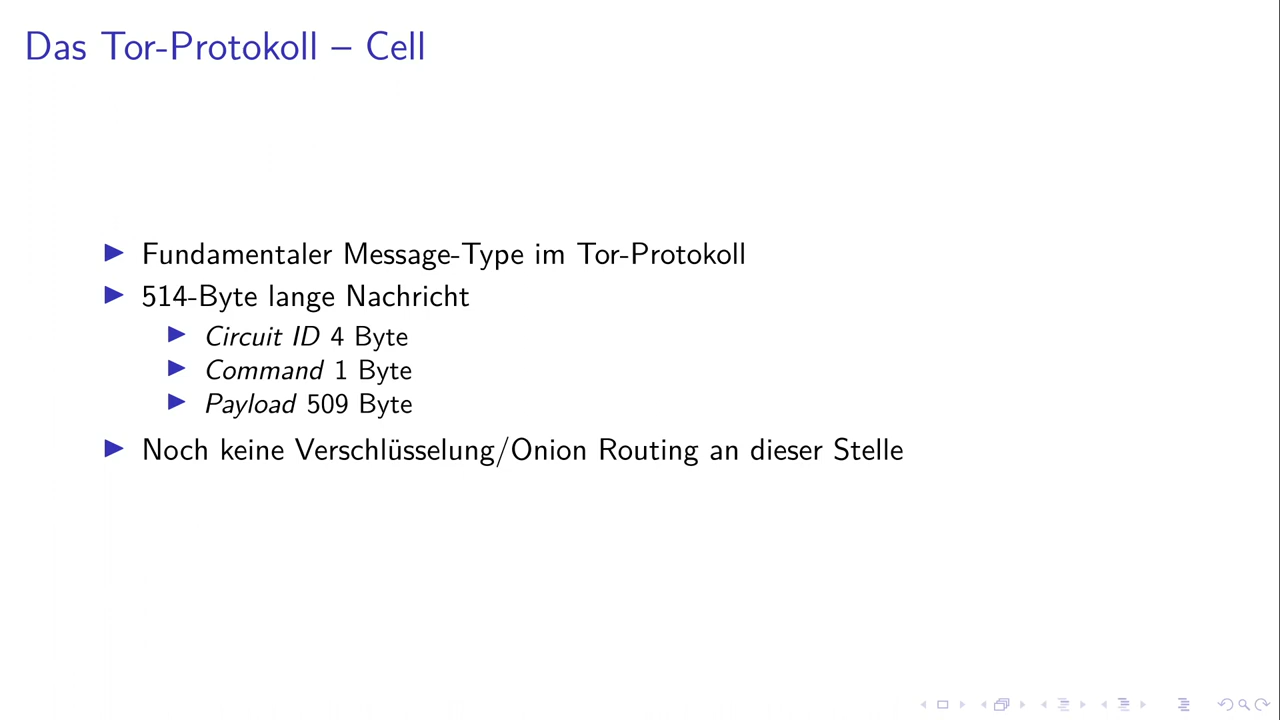 Das Tor-Protokoll – Cell
Fundamentaler Message-Type im Tor-Protokoll
514-Byte lange Nachricht
Circuit ID 4 Byte
Command 1 Byte
Payload 509 Byte
Noch keine Verschlüsselung/Onion Routing an dieser Stelle